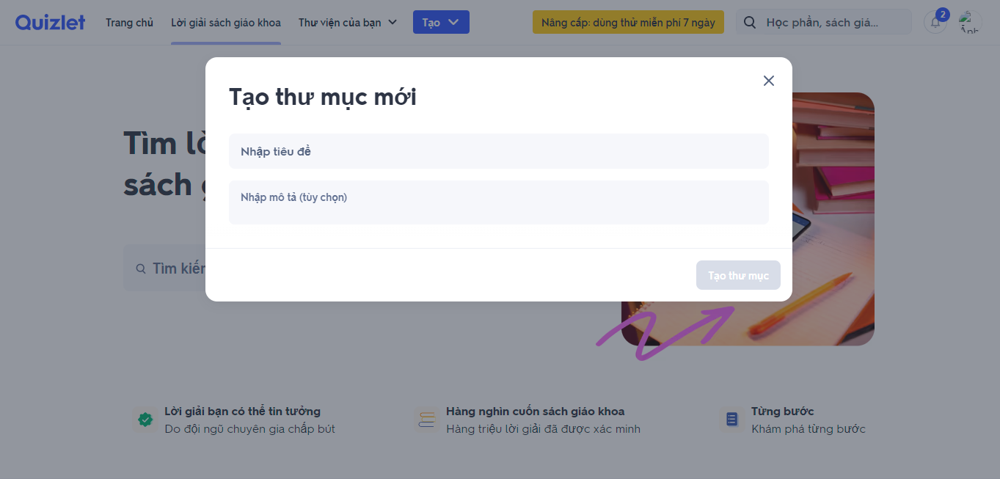 Quizlet
Trang chủ
Lời giải sách giáo khoa
Thư viện của bạn
Tạo
Nâng cấp: dùng thử miễn phí 7 ngày
Học phần, sách giá...
2
Tạo thư mục mới
Nhập tiêu đề
Nhập mô tả (tùy chọn)
Tạo thư mục
Tìm
sách
Tìm
Lời giải bạn có thể tin tưởng
Do đội ngũ chuyên gia chấp bút
Hàng nghìn cuốn sách giáo khoa
Hàng triệu lời giải đã được xác minh
Từng bước
Khám phá từng bước